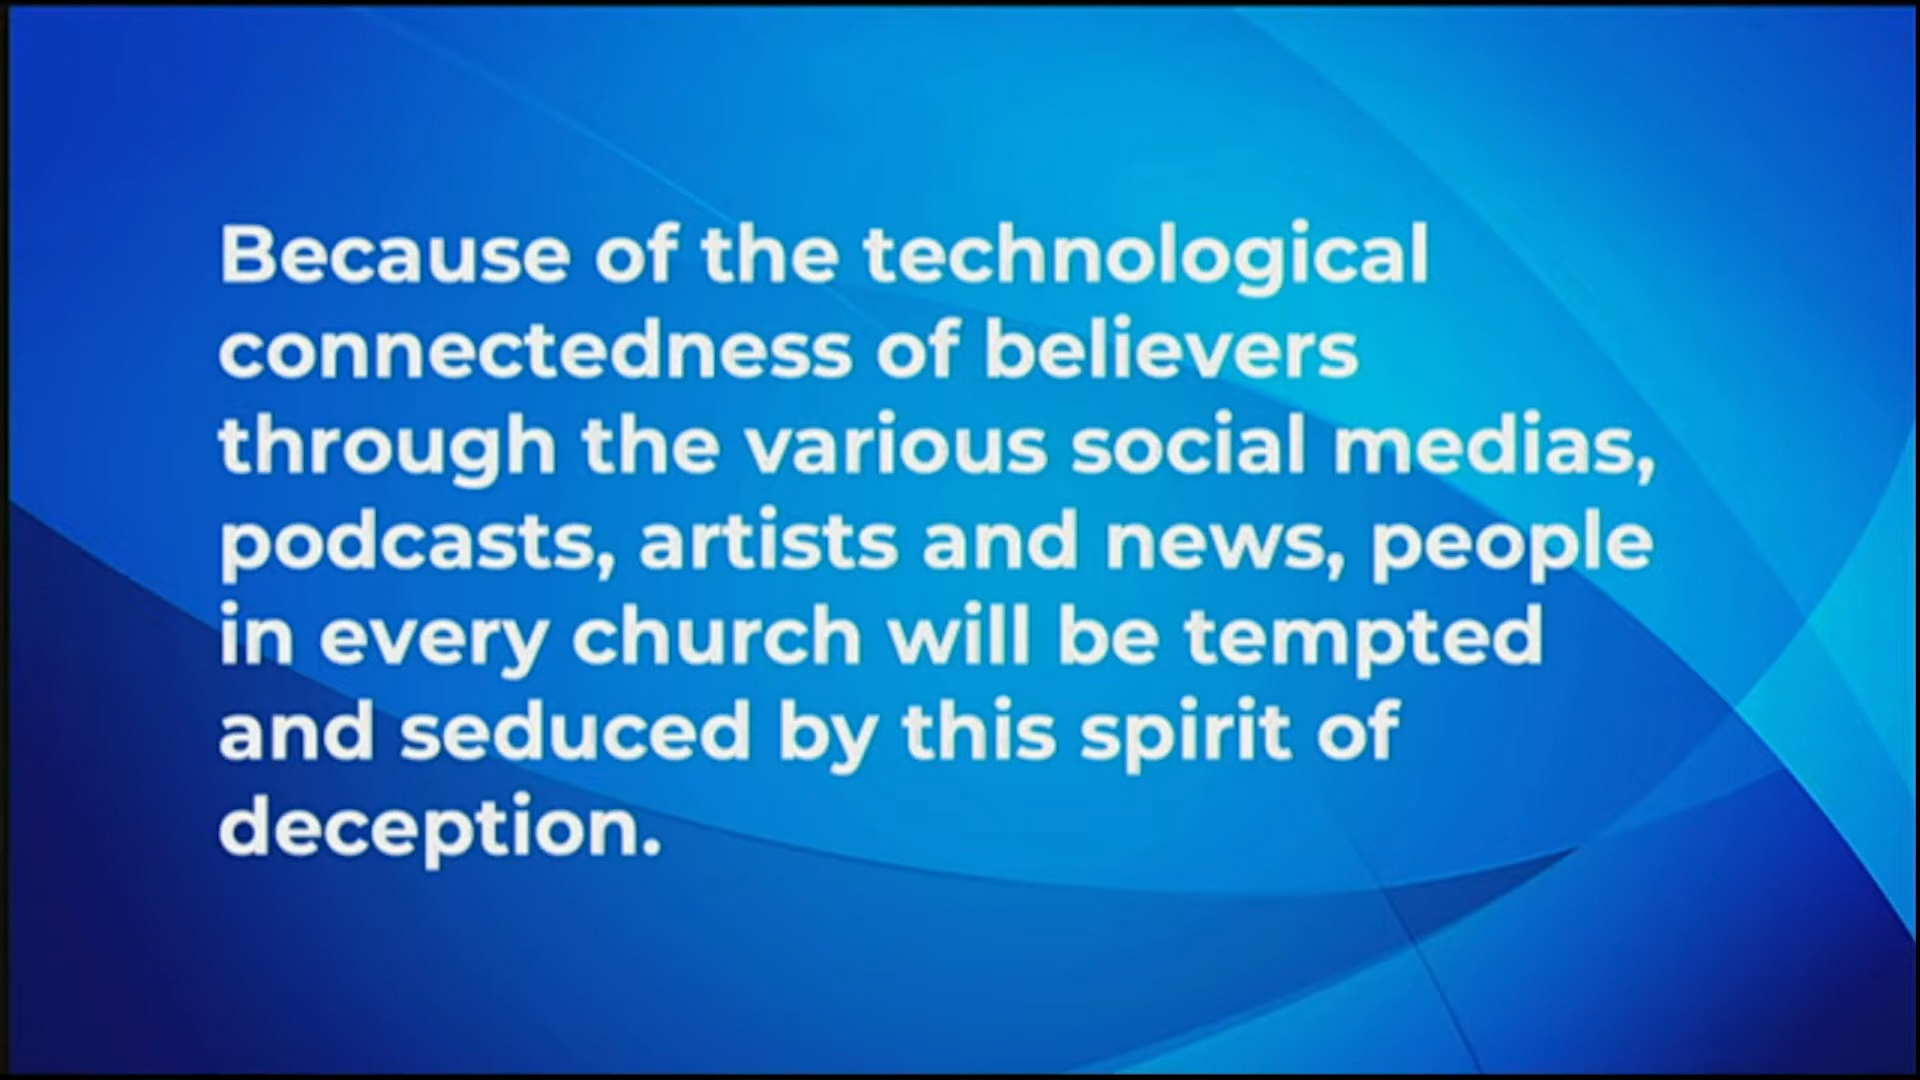 Because of the technological
connectedness of believers
through the various social medias,
podcasts, artists and news, people
in every church will be tempted
and seduced by this spirit of
deception.